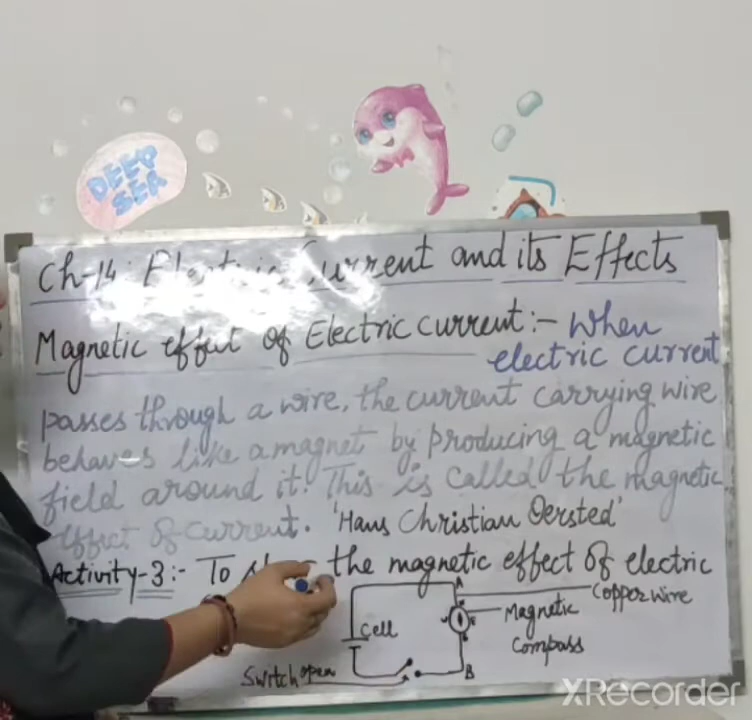 DEEP
SEA
Ch-14: Electric Current and its Effects
Magnetic effect of Electric current:- When
electric current
passes through a wire, the current carrying wire
behaves like a magnet by producing a magnetic
field around it. This is called the magnetic
effect of current. 'Hans Christian Oersted'
Activity-3:- To the magnetic effect of electric
A
Copper wire
Cell
Magnetic
Compass
Switch open
B
XRecorder